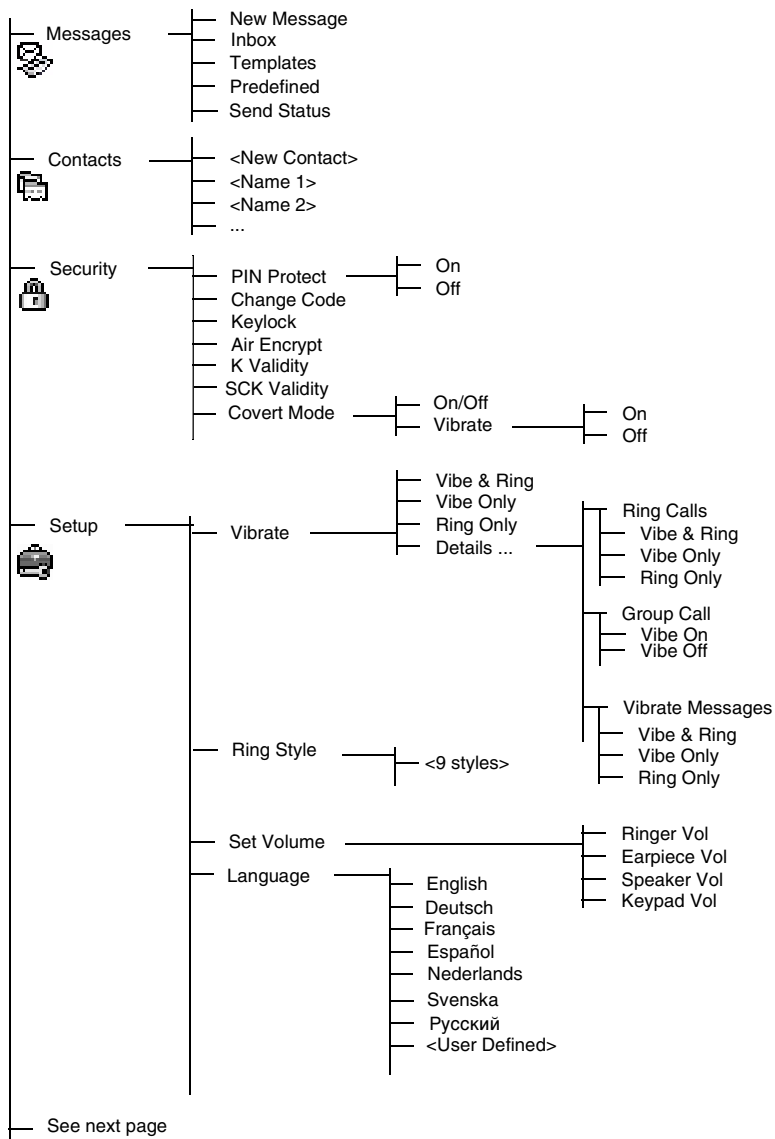 Messages
New Message
Inbox
Templates
Predefined
Send Status
Contacts
<New Contact>
<Name 1>
<Name 2>
...
Security
PIN Protect
On
Off
Change Code
Keylock
Air Encrypt
K Validity
SCK Validity
Covert Mode
On/Off
Vibrate
On
Off
Setup
Vibrate
Vibe & Ring
Vibe Only
Ring Only
Details ...
Ring Calls
Vibe & Ring
Vibe Only
Ring Only
Group Call
Vibe On
Vibe Off
Vibrate Messages
Vibe & Ring
Vibe Only
Ring Only
Ring Style
<9 styles>
Set Volume
Ringer Vol
Earpiece Vol
Speaker Vol
Keypad Vol
Language
English
Deutsch
Français
Español
Nederlands
Svenska
Русский
<User Defined>
See next page